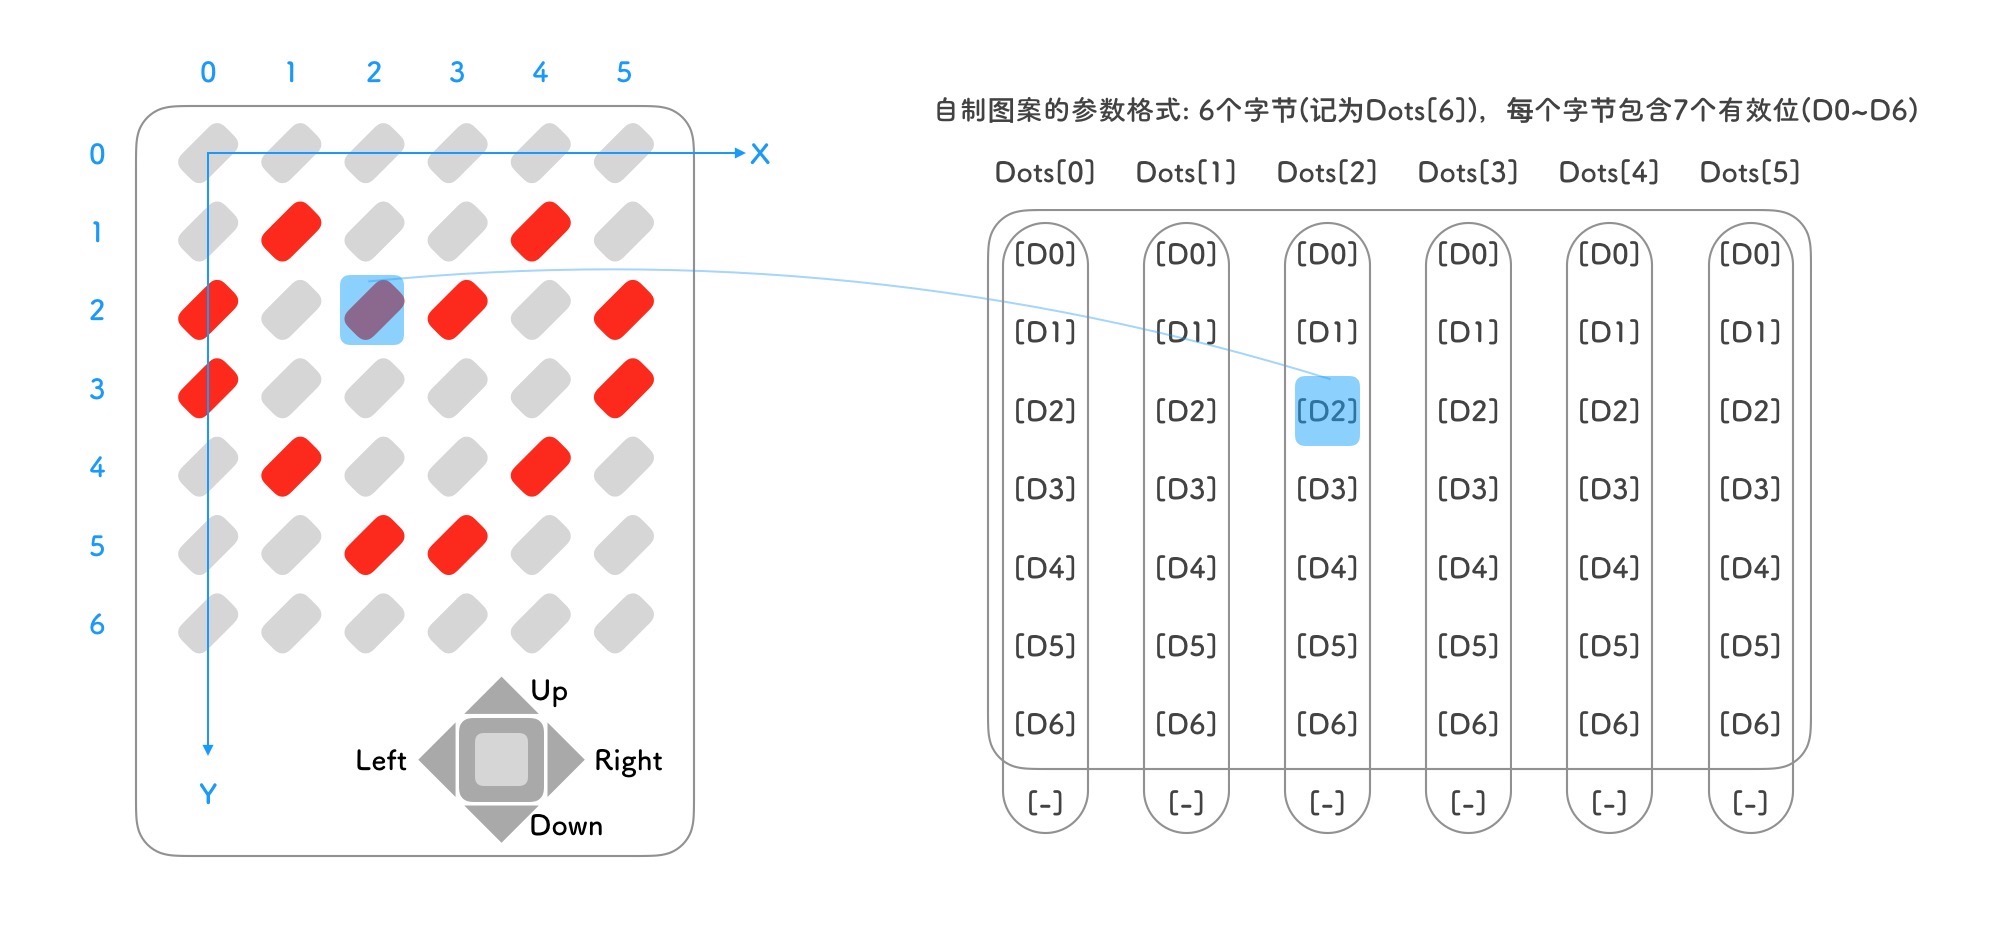 0 1 2 3 4 5
自制图案的参数格式: 6个字节(记为Dots[6]), 每个字节包含7个有效位(D0~D6)
0 X
Dots[0] Dots[1] Dots[2] Dots[3] Dots[4] Dots[5]
1
[D0] [D0] [D0] [D0] [D0] [D0]
2
[D1] [D1] [D1] [D1] [D1] [D1]
3
[D2] [D2] [D2] [D2] [D2] [D2]
4
[D3] [D3] [D3] [D3] [D3] [D3]
5
[D4] [D4] [D4] [D4] [D4] [D4]
6
[D5] [D5] [D5] [D5] [D5] [D5]
Up
[D6] [D6] [D6] [D6] [D6] [D6]
Left Right
Y
[-] [-] [-] [-] [-] [-]
Down